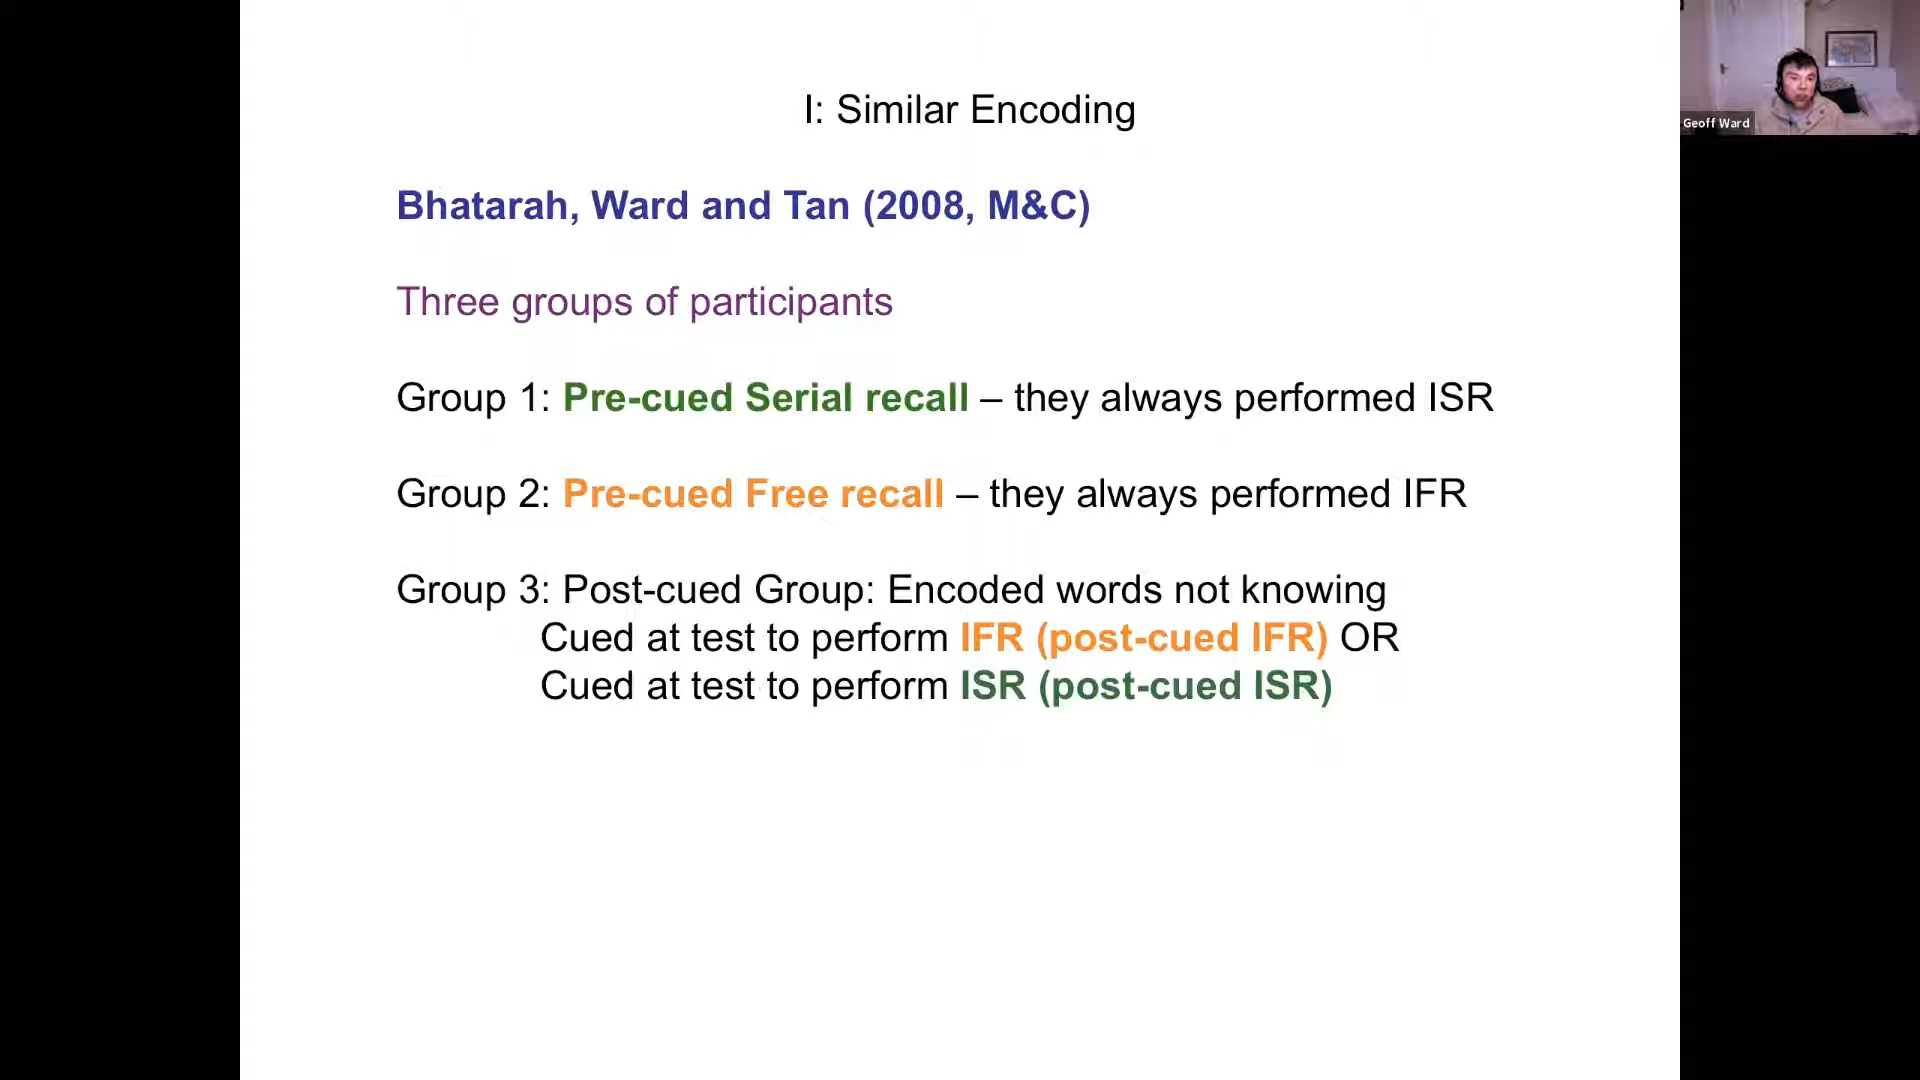 I: Similar Encoding
Geoff Ward
Bhatarah, Ward and Tan (2008, M&C)
Three groups of participants
Group 1: Pre-cued Serial recall – they always performed ISR
Group 2: Pre-cued Free recall – they always performed IFR
Group 3: Post-cued Group: Encoded words not knowing
Cued at test to perform IFR (post-cued IFR) OR
Cued at test to perform ISR (post-cued ISR)